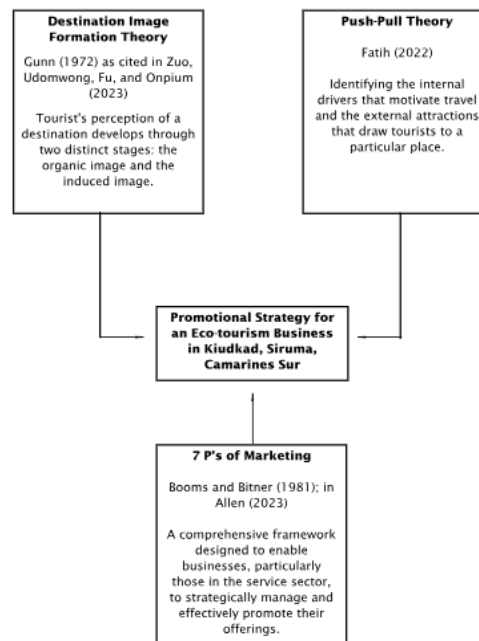 Destination Image
Formation Theory
Gunn (1972) as cited in Zuo,
Udomwong, Fu, and Onpium
(2023)
Tourist's perception of a
destination develops through
two distinct stages: the
organic image and the
induced image.
Push-Pull Theory
Fatih (2022)
Identifying the internal
drivers that motivate travel
and the external attractions
that draw tourists to a
particular place.
Promotional Strategy for
an Eco-tourism Business
in Kiudkad, Siruma,
Camarines Sur
7 P's of Marketing
Booms and Bitner (1981); in
Allen (2023)
A comprehensive framework
designed to enable
businesses, particularly
those in the service sector,
to strategically manage and
effectively promote their
offerings.